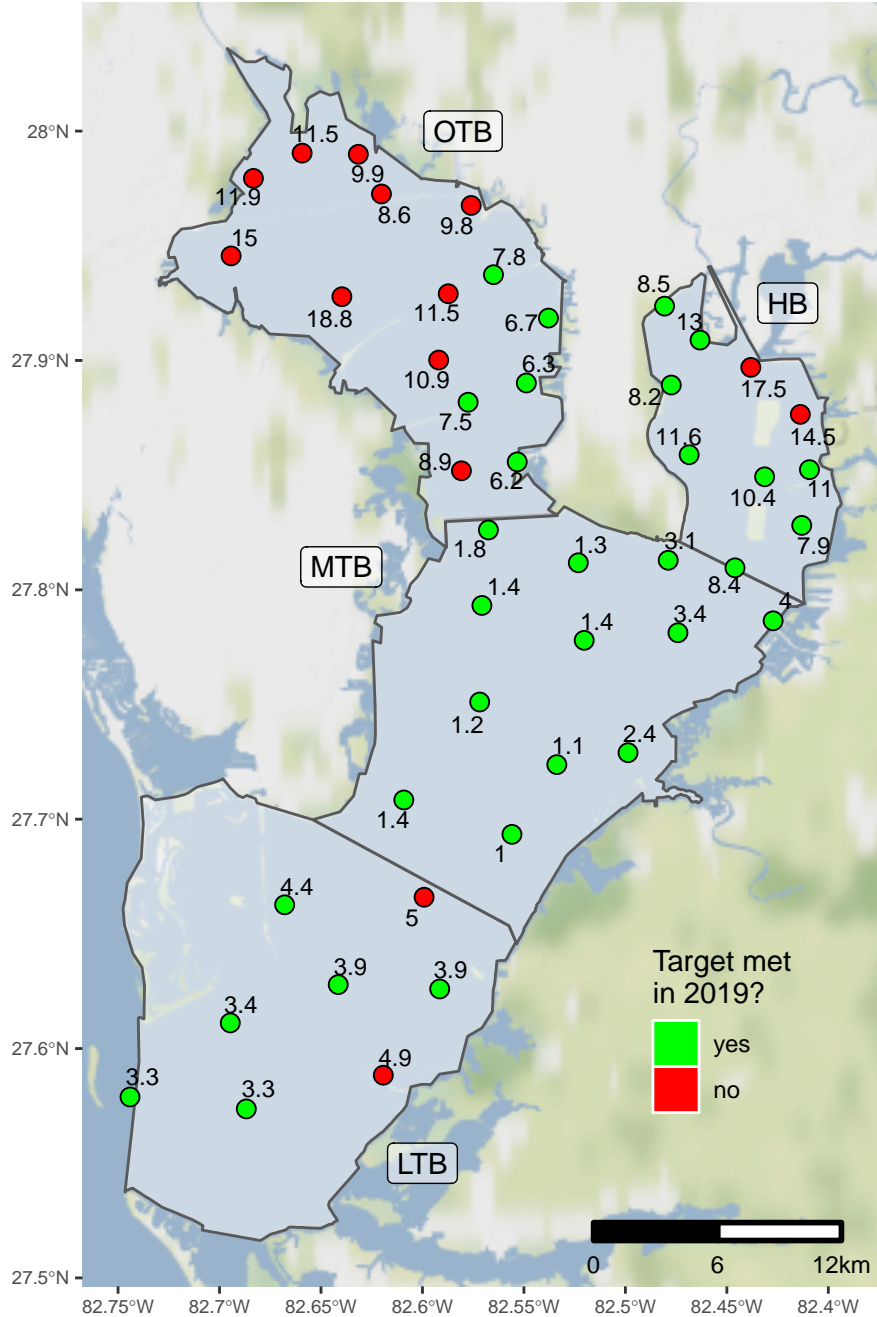 OTB
28°N
11.5
9.9
11.9
8.6
9.8
15
7.8
8.5
HB
18.8
11.5
6.7
13
27.9°N
10.9
6.3
17.5
8.2
7.5
14.5
11.6
8.9
6.2
10.4
11
1.8
1.3
3.1
7.9
MTB
8.4
27.8°N
1.4
4
1.4
3.4
1.2
1.1
2.4
1.4
27.7°N
1
4.4
5
3.9
3.9
Target met
in 2019?
3.4
yes
27.6°N
4.9
3.3
3.3
no
LTB
0
6
12km
27.5°N
82.75°W
82.7°W
82.65°W
82.6°W
82.55°W
82.5°W
82.45°W
82.4°W